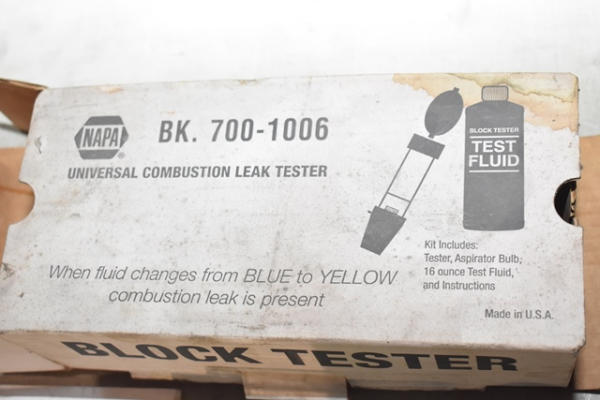 NAPA
BK. 700-1006
UNIVERSAL COMBUSTION LEAK TESTER
BLOCK TESTER
TEST
FLUID
Kit Includes:
Tester, Aspirator Bulb,
16 ounce Test Fluid,
and Instructions
When fluid changes from BLUE to YELLOW
combustion leak is present
Made in U.S.A.
BLOCK TESTER